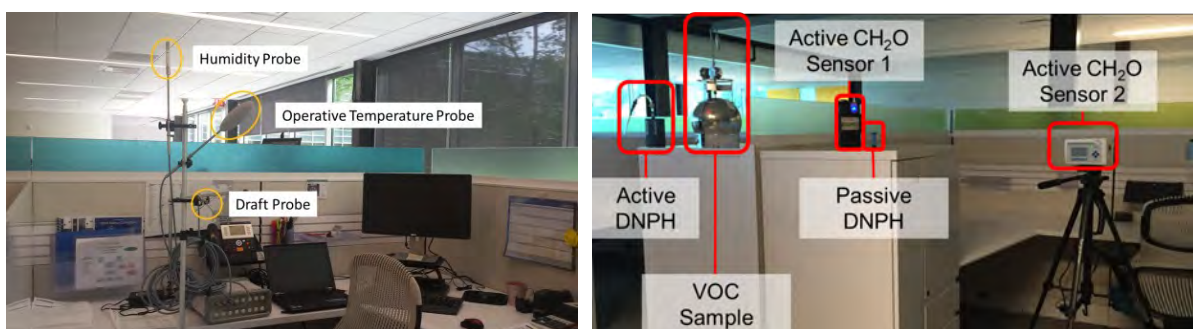 Humidity Probe
Operative Temperature Probe
Draft Probe
Active CH₂O
Sensor 1
Active CH₂O
Sensor 2
Active
DNPH
Passive
DNPH
VOC
Sample